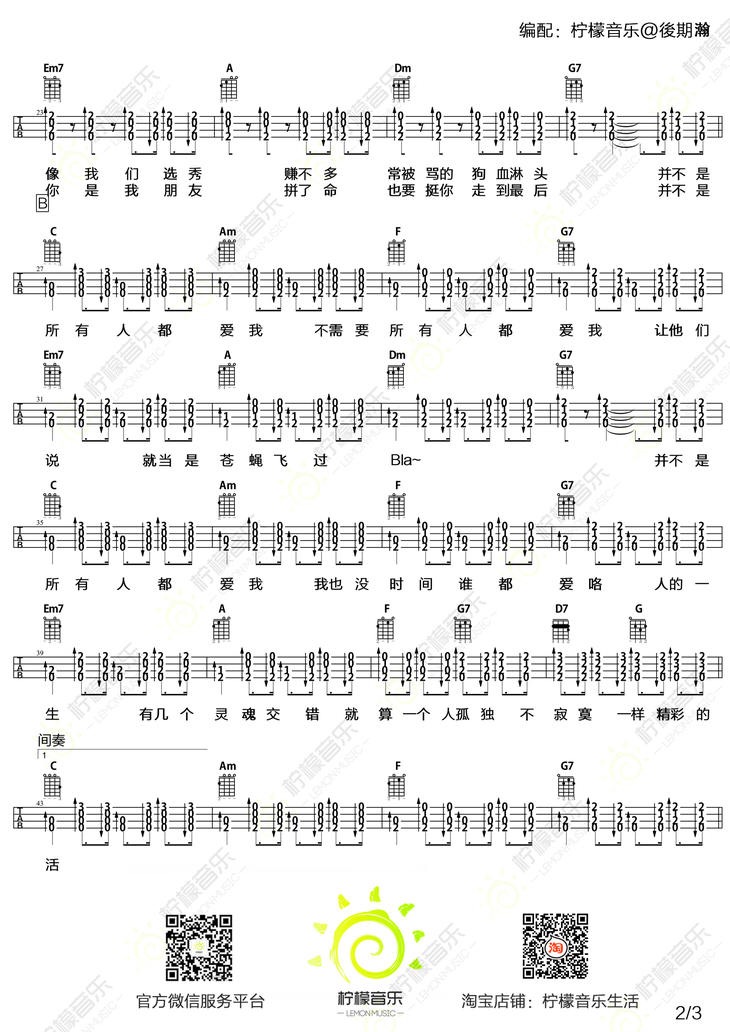 编配：柠檬音乐@後期瀚
Em7 A Dm G7
23
像 我 们 选 秀 赚不 多 常被 骂的 狗 血淋 头 并不 是
你 是 我 朋 友 拼了 命 也要 挺你 走 到最 后 并不 是
B
C Am F G7
27
所 有 人 都 爱 我 不需 要 所 有 人 都 爱 我 让他 们
Em7 A Dm G7
31
说 就当 是 苍 蝇 飞 过 Bla~ 并不 是
C Am F G7
35
所 有 人 都 爱 我 我也 没 时 间 谁 都 爱 咯 人的 一
Em7 A F G7 D7 G
39
生 有几 个 灵 魂 交 错 就 算 一个 人孤 独 不 寂 寞 一样 精彩 的
间奏
1
C Am F G7
43
活
官方微信服务平台
柠檬音乐
LEMON MUSIC
淘宝店铺：柠檬音乐生活
2/3